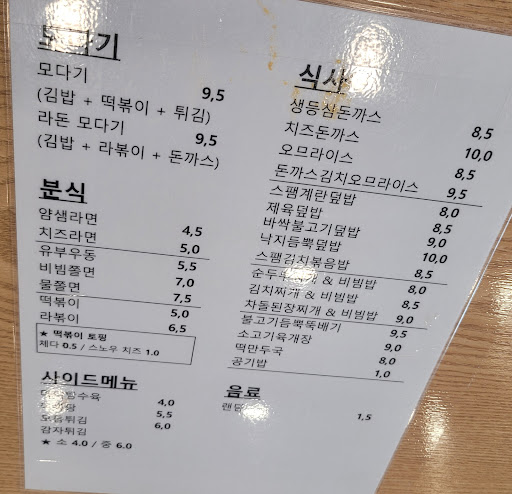 모다기
모다기 9,5
(김밥 + 떡볶이 + 튀김)
라돈 모다기 9,5
(김밥 + 라볶이 + 돈까스)
분식
얌샘라면 4,5
치즈라면 5,0
유부우동 5,5
비빔쫄면 7,0
물쫄면 7,5
떡볶이 5,0
라볶이 6,5
★ 떡볶이 토핑
체다 0.5 / 스노우 치즈 1.0
사이드메뉴
4,0
5,5
모듬튀김 6,0
감자튀김
★ 소 4.0 / 중 6.0
식사
생등심돈까스 8,5
치즈돈까스 10,0
오므라이스 8,5
돈까스김치오므라이스 9,5
스팸계란덮밥 8,0
제육덮밥 8,5
바싹불고기덮밥 9,0
낙지듬뿍덮밥 10,0
스팸김치볶음밥 8,5
순두부찌개 & 비빔밥 8,0
김치찌개 & 비빔밥 8,5
차돌된장찌개 & 비빔밥 9,0
불고기듬뿍뚝배기 9,5
소고기육개장 9,0
떡만두국 8,0
공기밥 1,0
음료
1,5